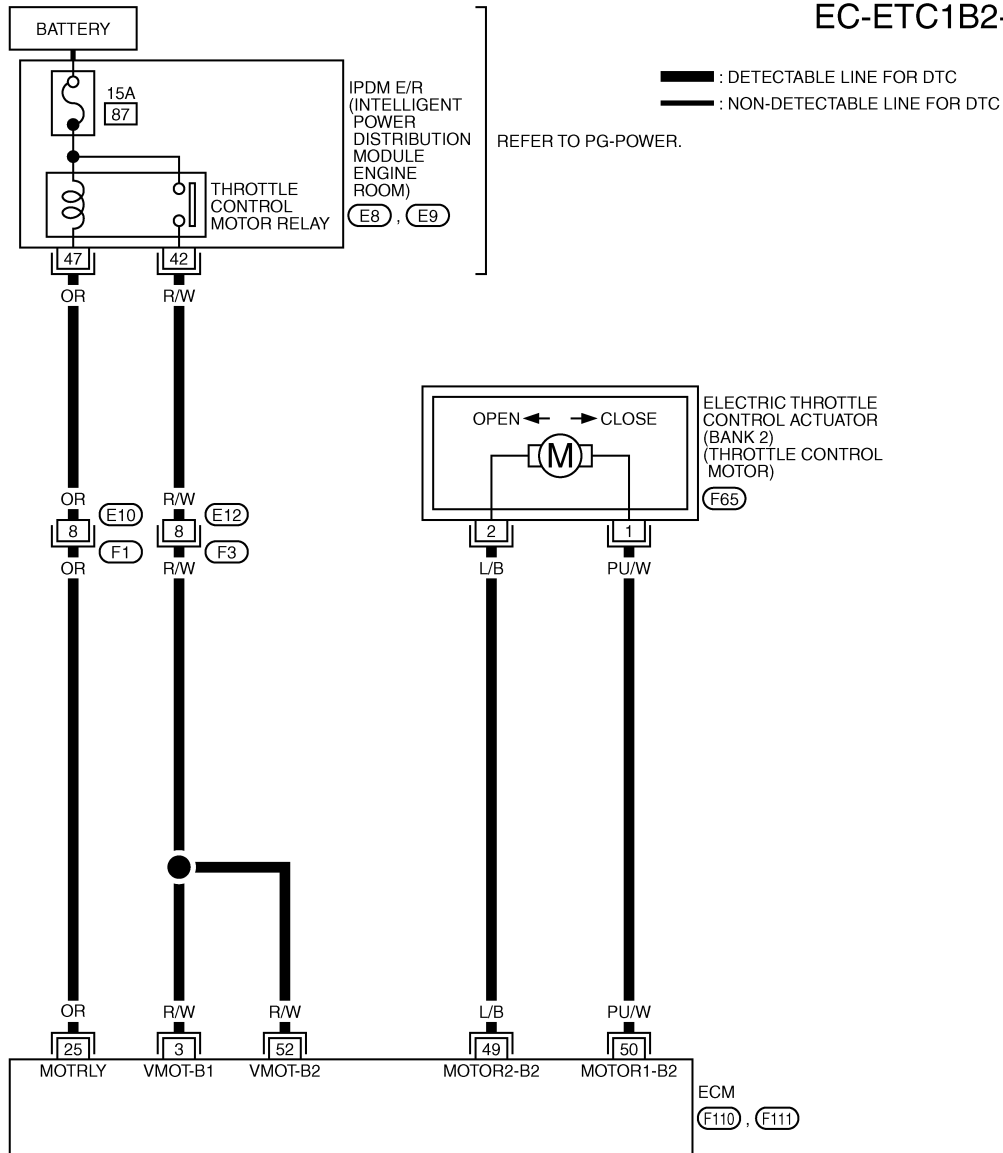 EC-ETC1B2-
BATTERY
: DETECTABLE LINE FOR DTC
: NON-DETECTABLE LINE FOR DTC
15A
87
IPDM E/R
(INTELLIGENT
POWER
DISTRIBUTION
MODULE
ENGINE
ROOM)
E8 , E9
REFER TO PG-POWER.
THROTTLE
CONTROL
MOTOR RELAY
47 42
OR R/W
OPEN CLOSE
M
ELECTRIC THROTTLE
CONTROL ACTUATOR
(BANK 2)
(THROTTLE CONTROL
MOTOR)
F65
OR R/W
8 E10 8 E12
F1 F3
OR R/W
2 1
L/B PU/W
OR R/W R/W L/B PU/W
25 3 52 49 50
MOTRLY VMOT-B1 VMOT-B2 MOTOR2-B2 MOTOR1-B2
ECM
F110 , F111